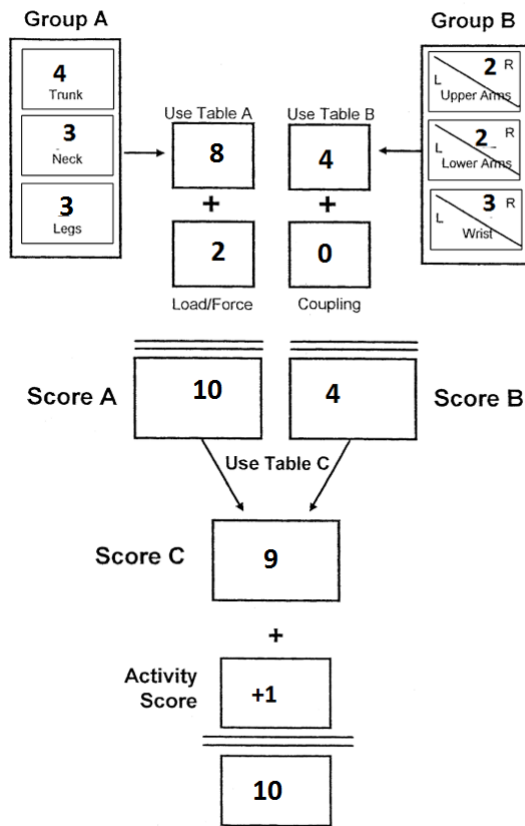 Group A
4
Trunk
3
Neck
3
Legs
Group B
L 2 R
Upper Arms
L 2 R
Lower Arms
L 3 R
Wrist
Use Table A
8
+
2
Load/Force
Use Table B
4
+
0
Coupling
Score A
10
4
Score B
Use Table C
Score C
9
+
Activity
Score
+1
10